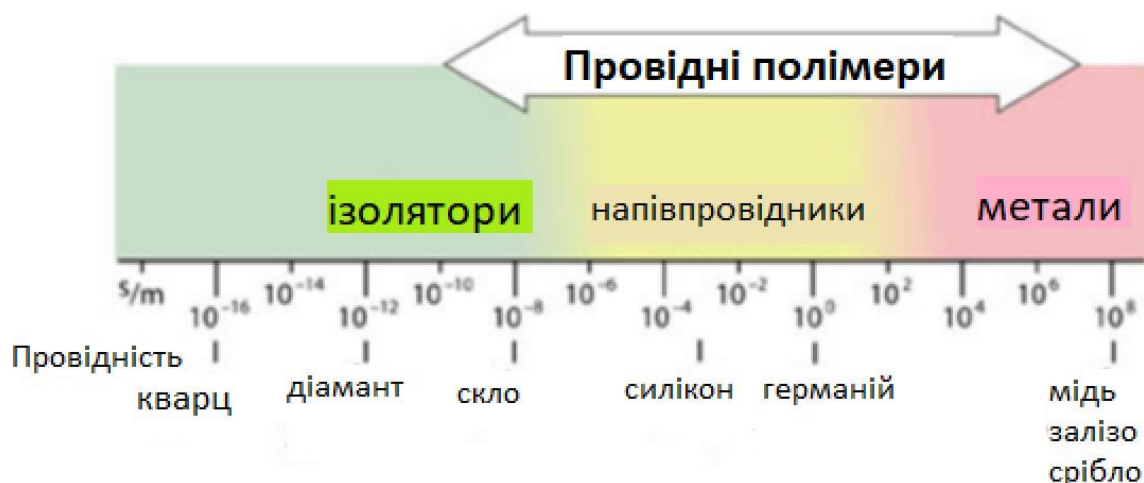 Провідні полімери
ізолятори напівпровідники метали
S/m 10⁻¹⁶ 10⁻¹⁴ 10⁻¹² 10⁻¹⁰ 10⁻⁸ 10⁻⁶ 10⁻⁴ 10⁻² 10⁰ 10² 10⁴ 10⁶ 10⁸
Провідність
кварц діамант скло силікон германій мідь
залізо
срібло